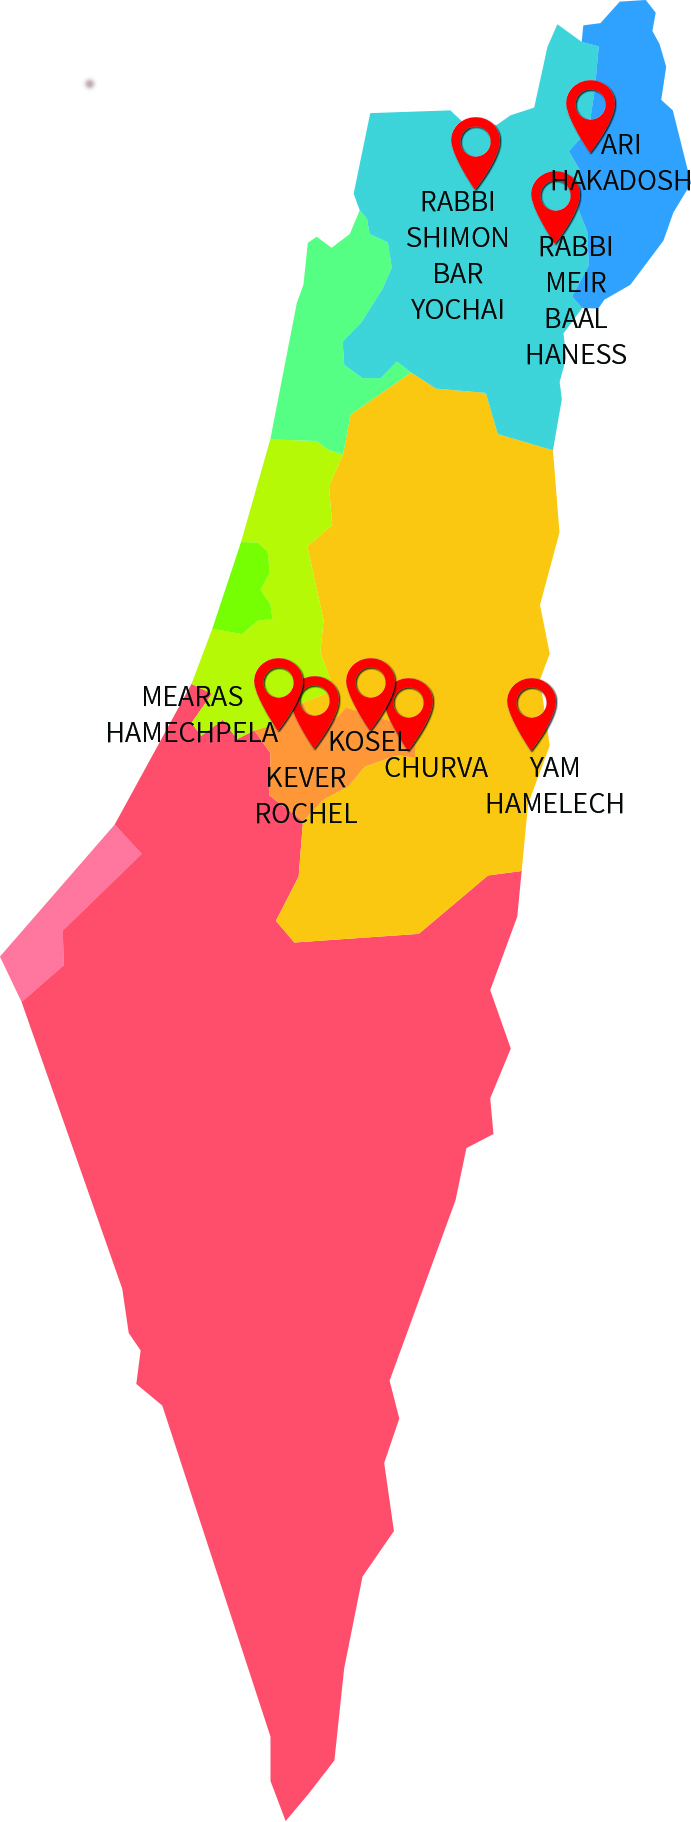 ARI
HAKADOSH
RABBI
SHIMON
BAR
YOCHAI
RABBI
MEIR
BAAL
HANESS
MEARAS
HAMECHPELA
KOSEL
KEVER
ROCHEL
CHURVA
YAM
HAMELECH